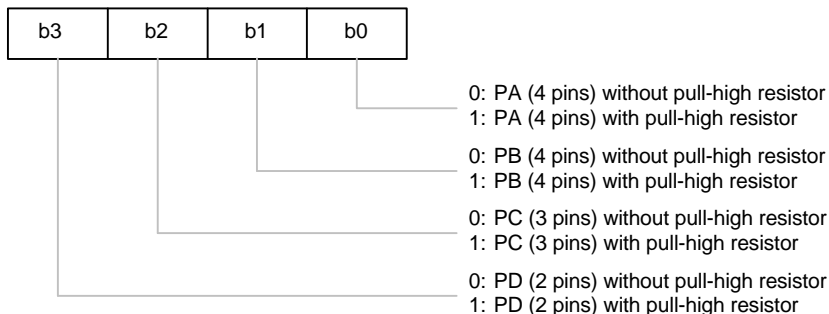 b3 b2 b1 b0
0: PA (4 pins) without pull-high resistor
1: PA (4 pins) with pull-high resistor
0: PB (4 pins) without pull-high resistor
1: PB (4 pins) with pull-high resistor
0: PC (3 pins) without pull-high resistor
1: PC (3 pins) with pull-high resistor
0: PD (2 pins) without pull-high resistor
1: PD (2 pins) with pull-high resistor